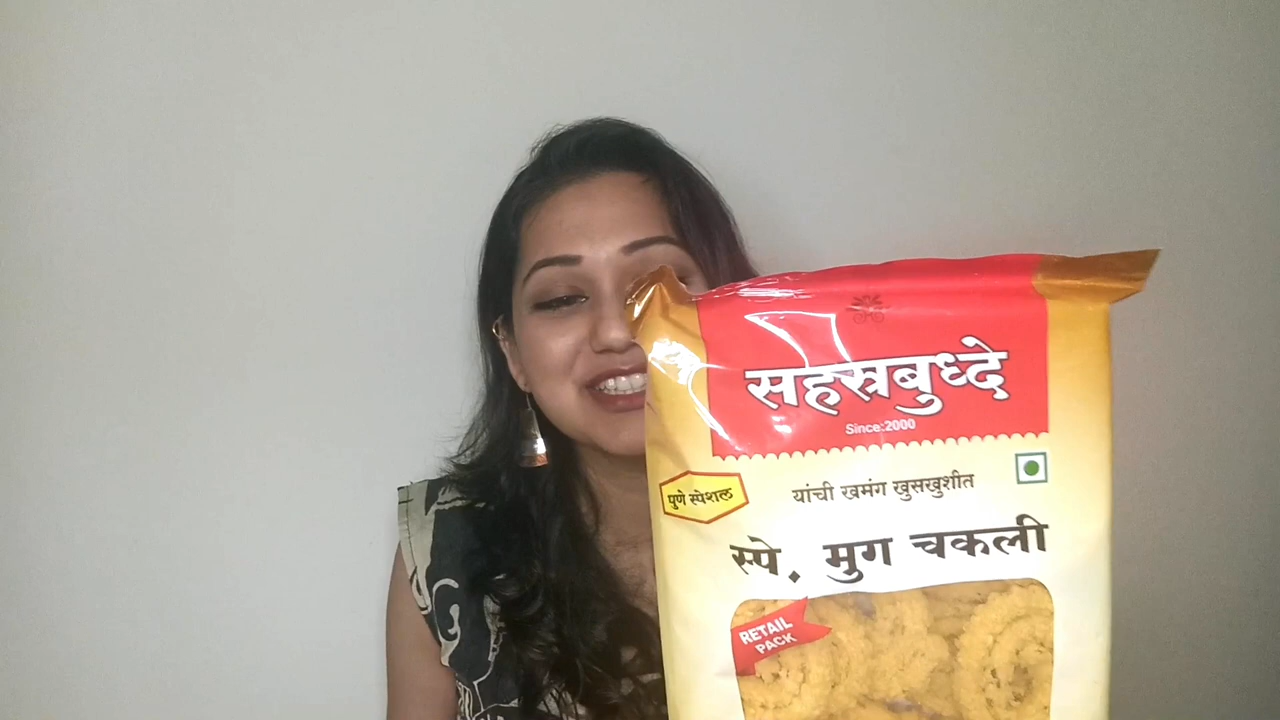 सहस्रबुध्दे
Since:2000
पुणे स्पेशल
यांची खमंग खुसखुशीत
स्पे. मुग चकली
RETAIL
PACK